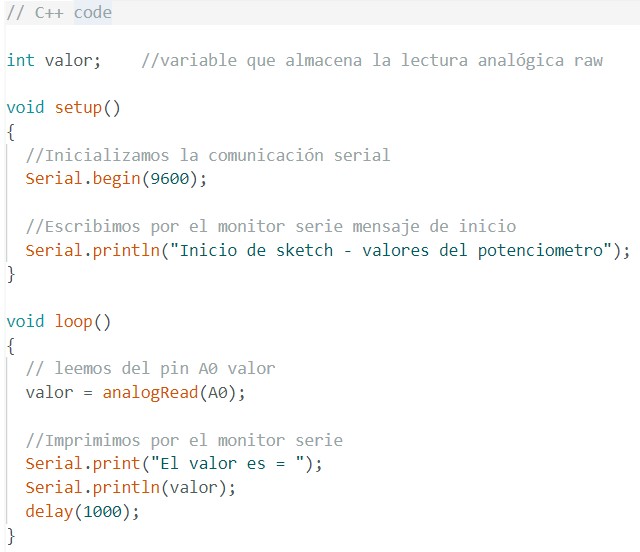 // C++ code
int valor;    //variable que almacena la lectura analógica raw
void setup()
{
  //Inicializamos la comunicación serial
  Serial.begin(9600);
  //Escribimos por el monitor serie mensaje de inicio
  Serial.println("Inicio de sketch - valores del potenciometro");
}
void loop()
{
  // leemos del pin A0 valor
  valor = analogRead(A0);
  //Imprimimos por el monitor serie
  Serial.print("El valor es = ");
  Serial.println(valor);
  delay(1000);
}